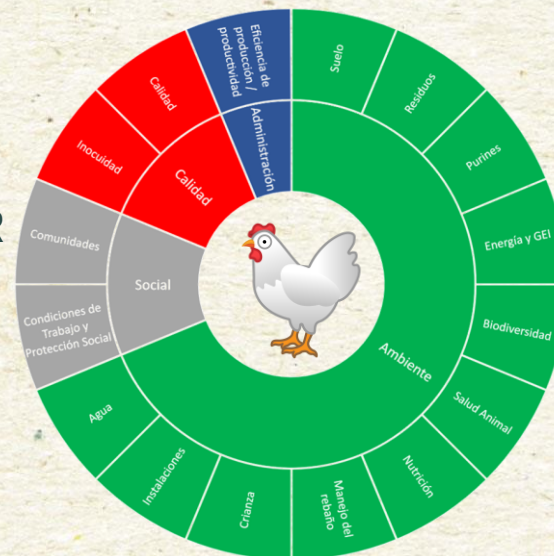 Eficiencia de
producción /
productividad
Administración
Suelo
Residuos
Purines
Energía y GEI
Biodiversidad
Salud Animal
Nutrición
Manejo del
rebaño
Crianza
Instalaciones
Agua
Ambiente
Condiciones de
Trabajo y
Protección Social
Comunidades
Social
Inocuidad
Calidad
Calidad
R